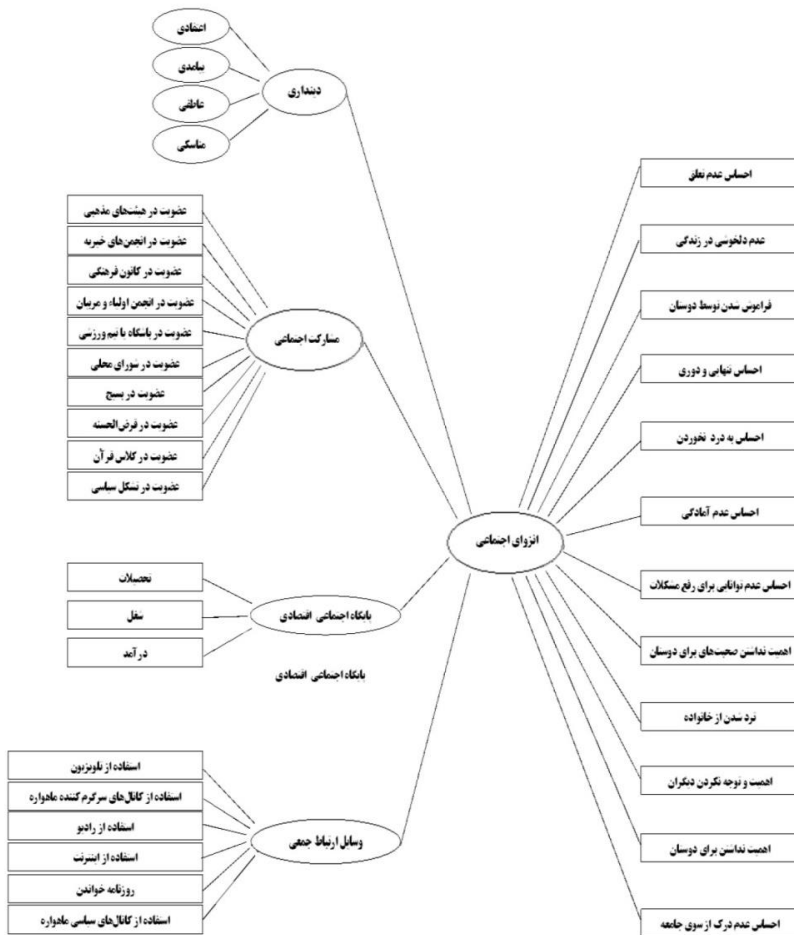 اعتقادی
پیامدی
عاطفی
مناسکی
دینداری
عضویت در هیئت‌های مذهبی
عضویت در انجمن‌های خیریه
عضویت در کانون فرهنگی
عضویت در انجمن اولیاء و مربیان
عضویت در باشگاه یا تیم ورزشی
عضویت در شورای محلی
عضویت در بسیج
عضویت در قرض‌الحسنه
عضویت در کلاس قرآن
عضویت در تشکل سیاسی
مشارکت اجتماعی
تحصیلات
شغل
درآمد
پایگاه اجتماعی اقتصادی
پایگاه اجتماعی اقتصادی
استفاده از تلویزیون
استفاده از کانال‌های سرگرم کننده ماهواره
استفاده از رادیو
استفاده از اینترنت
روزنامه خواندن
استفاده از کانال‌های سیاسی ماهواره
وسایل ارتباط جمعی
انزوای اجتماعی
احساس عدم تعلق
عدم دلخوشی در زندگی
فراموش شدن توسط دوستان
احساس تنهایی و دوری
احساس به درد نخوردن
احساس عدم آمادگی
احساس عدم توانایی برای رفع مشکلات
اهمیت نداشتن صحبت‌های برای دوستان
ترد شدن از خانواده
اهمیت و توجه نکردن دیگران
اهمیت نداشتن برای دوستان
احساس عدم درک از سوی جامعه